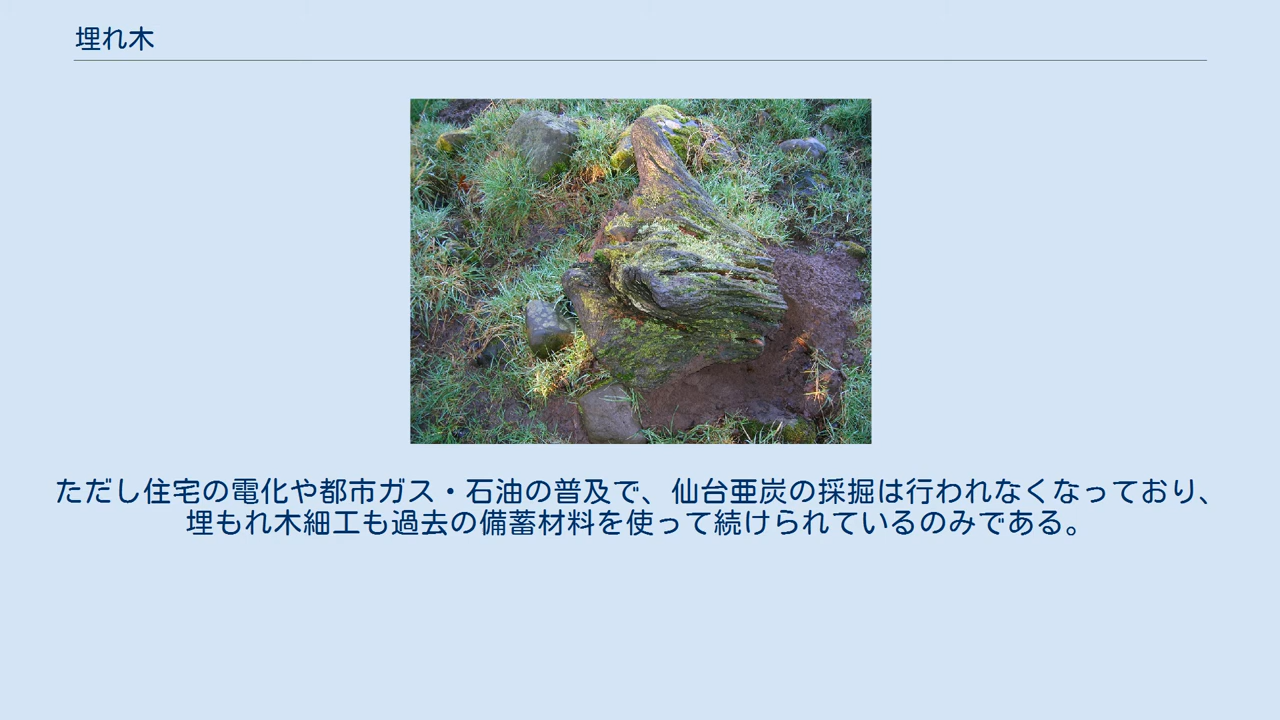 埋れ木
ただし住宅の電化や都市ガス・石油の普及で、仙台亜炭の採掘は行われなくなっており、
埋もれ木細工も過去の備蓄材料を使って続けられているのみである。